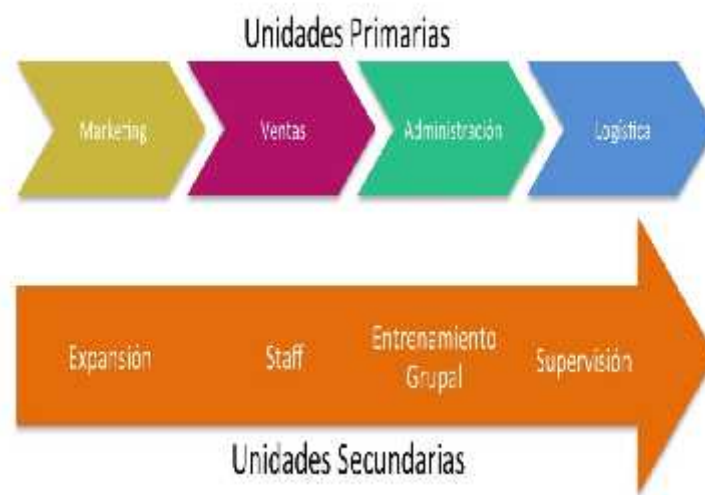 Unidades Primarias
Marketing
Ventas
Administración
Logística
Expansión
Staff
Entrenamiento
Grupal
Supervisión
Unidades Secundarias